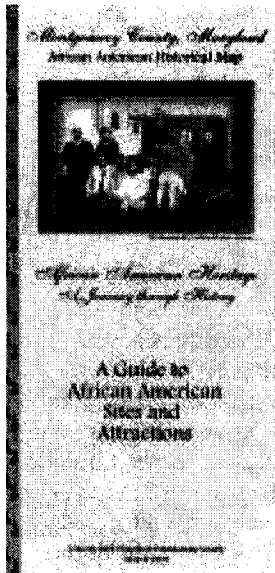 Montgomery County, Maryland
African American Historical Map
African American Heritage
A Journey through History
A Guide to
African American
Sites and
Attractions